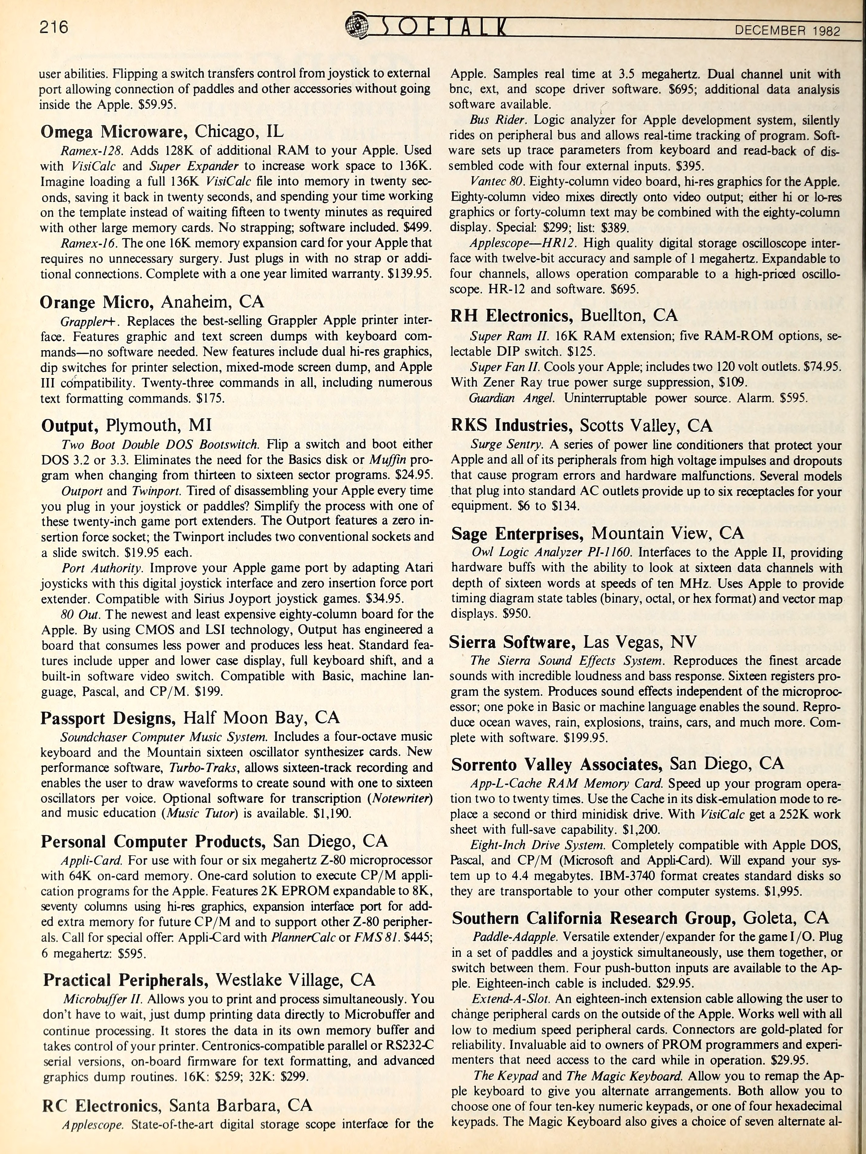 216
SOFTALK
DECEMBER 1982
user abilities. Flipping a switch transfers control from joystick to external
port allowing connection of paddles and other accessories without going
inside the Apple. $59.95.
Omega Microware, Chicago, IL
Ramex-128. Adds 128K of additional RAM to your Apple. Used
with VisiCalc and Super Expander to increase work space to 136K.
Imagine loading a full 136K VisiCalc file into memory in twenty sec-
onds, saving it back in twenty seconds, and spending your time working
on the template instead of waiting fifteen to twenty minutes as required
with other large memory cards. No strapping; software included. $499.
Ramex-16. The one 16K memory expansion card for your Apple that
requires no unnecessary surgery. Just plugs in with no strap or addi-
tional connections. Complete with a one year limited warranty. $139.95.
Orange Micro, Anaheim, CA
Grappler+. Replaces the best-selling Grappler Apple printer inter-
face. Features graphic and text screen dumps with keyboard com-
mands—no software needed. New features include dual hi-res graphics,
dip switches for printer selection, mixed-mode screen dump, and Apple
III compatibility. Twenty-three commands in all, including numerous
text formatting commands. $175.
Output, Plymouth, MI
Two Boot Double DOS Bootswitch. Flip a switch and boot either
DOS 3.2 or 3.3. Eliminates the need for the Basics disk or Muffin pro-
gram when changing from thirteen to sixteen sector programs. $24.95.
Outport and Twinport. Tired of disassembling your Apple every time
you plug in your joystick or paddles? Simplify the process with one of
these twenty-inch game port extenders. The Outport features a zero in-
sertion force socket; the Twinport includes two conventional sockets and
a slide switch. $19.95 each.
Port Authority. Improve your Apple game port by adapting Atari
joysticks with this digital joystick interface and zero insertion force port
extender. Compatible with Sirius Joyport joystick games. $34.95.
80 Out. The newest and least expensive eighty-column board for the
Apple. By using CMOS and LSI technology, Output has engineered a
board that consumes less power and produces less heat. Standard fea-
tures include upper and lower case display, full keyboard shift, and a
built-in software video switch. Compatible with Basic, machine lan-
guage, Pascal, and CP/M. $199.
Passport Designs, Half Moon Bay, CA
Soundchaser Computer Music System. Includes a four-octave music
keyboard and the Mountain sixteen oscillator synthesizer cards. New
performance software, Turbo-Traks, allows sixteen-track recording and
enables the user to draw waveforms to create sound with one to sixteen
oscillators per voice. Optional software for transcription (Notewriter)
and music education (Music Tutor) is available. $1,190.
Personal Computer Products, San Diego, CA
Appli-Card. For use with four or six megahertz Z-80 microprocessor
with 64K on-card memory. One-card solution to execute CP/M appli-
cation programs for the Apple. Features 2K EPROM expandable to 8K,
seventy columns using hi-res graphics, expansion interface port for add-
ed extra memory for future CP/M and to support other Z-80 peripher-
als. Call for special offer: Appli-Card with PlannerCalc or FMS 81. $445;
6 megahertz: $595.
Practical Peripherals, Westlake Village, CA
Microbuffer II. Allows you to print and process simultaneously. You
don't have to wait, just dump printing data directly to Microbuffer and
continue processing. It stores the data in its own memory buffer and
takes control of your printer. Centronics-compatible parallel or RS232-C
serial versions, on-board firmware for text formatting, and advanced
graphics dump routines. 16K: $259; 32K: $299.
RC Electronics, Santa Barbara, CA
Applescope. State-of-the-art digital storage scope interface for the
Apple. Samples real time at 3.5 megahertz. Dual channel unit with
bnc, ext, and scope driver software. $695; additional data analysis
software available.
Bus Rider. Logic analyzer for Apple development system, silently
rides on peripheral bus and allows real-time tracking of program. Soft-
ware sets up trace parameters from keyboard and read-back of dis-
sembled code with four external inputs. $395.
Vantec 80. Eighty-column video board, hi-res graphics for the Apple.
Eighty-column video mixes directly onto video output; either hi or lo-res
graphics or forty-column text may be combined with the eighty-column
display. Special: $299; list: $389.
Applescope—HR12. High quality digital storage oscilloscope inter-
face with twelve-bit accuracy and sample of 1 megahertz. Expandable to
four channels, allows operation comparable to a high-priced oscillo-
scope. HR-12 and software. $695.
RH Electronics, Buellton, CA
Super Ram II. 16K RAM extension; five RAM-ROM options, se-
lectable DIP switch. $125.
Super Fan II. Cools your Apple; includes two 120 volt outlets. $74.95.
With Zener Ray true power surge suppression, $109.
Guardian Angel. Uninterruptable power source. Alarm. $595.
RKS Industries, Scotts Valley, CA
Surge Sentry. A series of power line conditioners that protect your
Apple and all of its peripherals from high voltage impulses and dropouts
that cause program errors and hardware malfunctions. Several models
that plug into standard AC outlets provide up to six receptacles for your
equipment. $6 to $134.
Sage Enterprises, Mountain View, CA
Owl Logic Analyzer PI-1160. Interfaces to the Apple II, providing
hardware buffs with the ability to look at sixteen data channels with
depth of sixteen words at speeds of ten MHz. Uses Apple to provide
timing diagram state tables (binary, octal, or hex format) and vector map
displays. $950.
Sierra Software, Las Vegas, NV
The Sierra Sound Effects System. Reproduces the finest arcade
sounds with incredible loudness and bass response. Sixteen registers pro-
gram the system. Produces sound effects independent of the microproc-
essor; one poke in Basic or machine language enables the sound. Repro-
duce ocean waves, rain, explosions, trains, cars, and much more. Com-
plete with software. $199.95.
Sorrento Valley Associates, San Diego, CA
App-L-Cache RAM Memory Card. Speed up your program opera-
tion two to twenty times. Use the Cache in its disk-emulation mode to re-
place a second or third minidisk drive. With VisiCalc get a 252K work
sheet with full-save capability. $1,200.
Eight-Inch Drive System. Completely compatible with Apple DOS,
Pascal, and CP/M (Microsoft and Appli-Card). Will expand your sys-
tem up to 4.4 megabytes. IBM-3740 format creates standard disks so
they are transportable to your other computer systems. $1,995.
Southern California Research Group, Goleta, CA
Paddle-Adapple. Versatile extender/expander for the game I/O. Plug
in a set of paddles and a joystick simultaneously, use them together, or
switch between them. Four push-button inputs are available to the Ap-
ple. Eighteen-inch cable is included. $29.95.
Extend-A-Slot. An eighteen-inch extension cable allowing the user to
change peripheral cards on the outside of the Apple. Works well with all
low to medium speed peripheral cards. Connectors are gold-plated for
reliability. Invaluable aid to owners of PROM programmers and experi-
menters that need access to the card while in operation. $29.95.
The Keypad and The Magic Keyboard. Allow you to remap the Ap-
ple keyboard to give you alternate arrangements. Both allow you to
choose one of four ten-key numeric keypads, or one of four hexadecimal
keypads. The Magic Keyboard also gives a choice of seven alternate al-